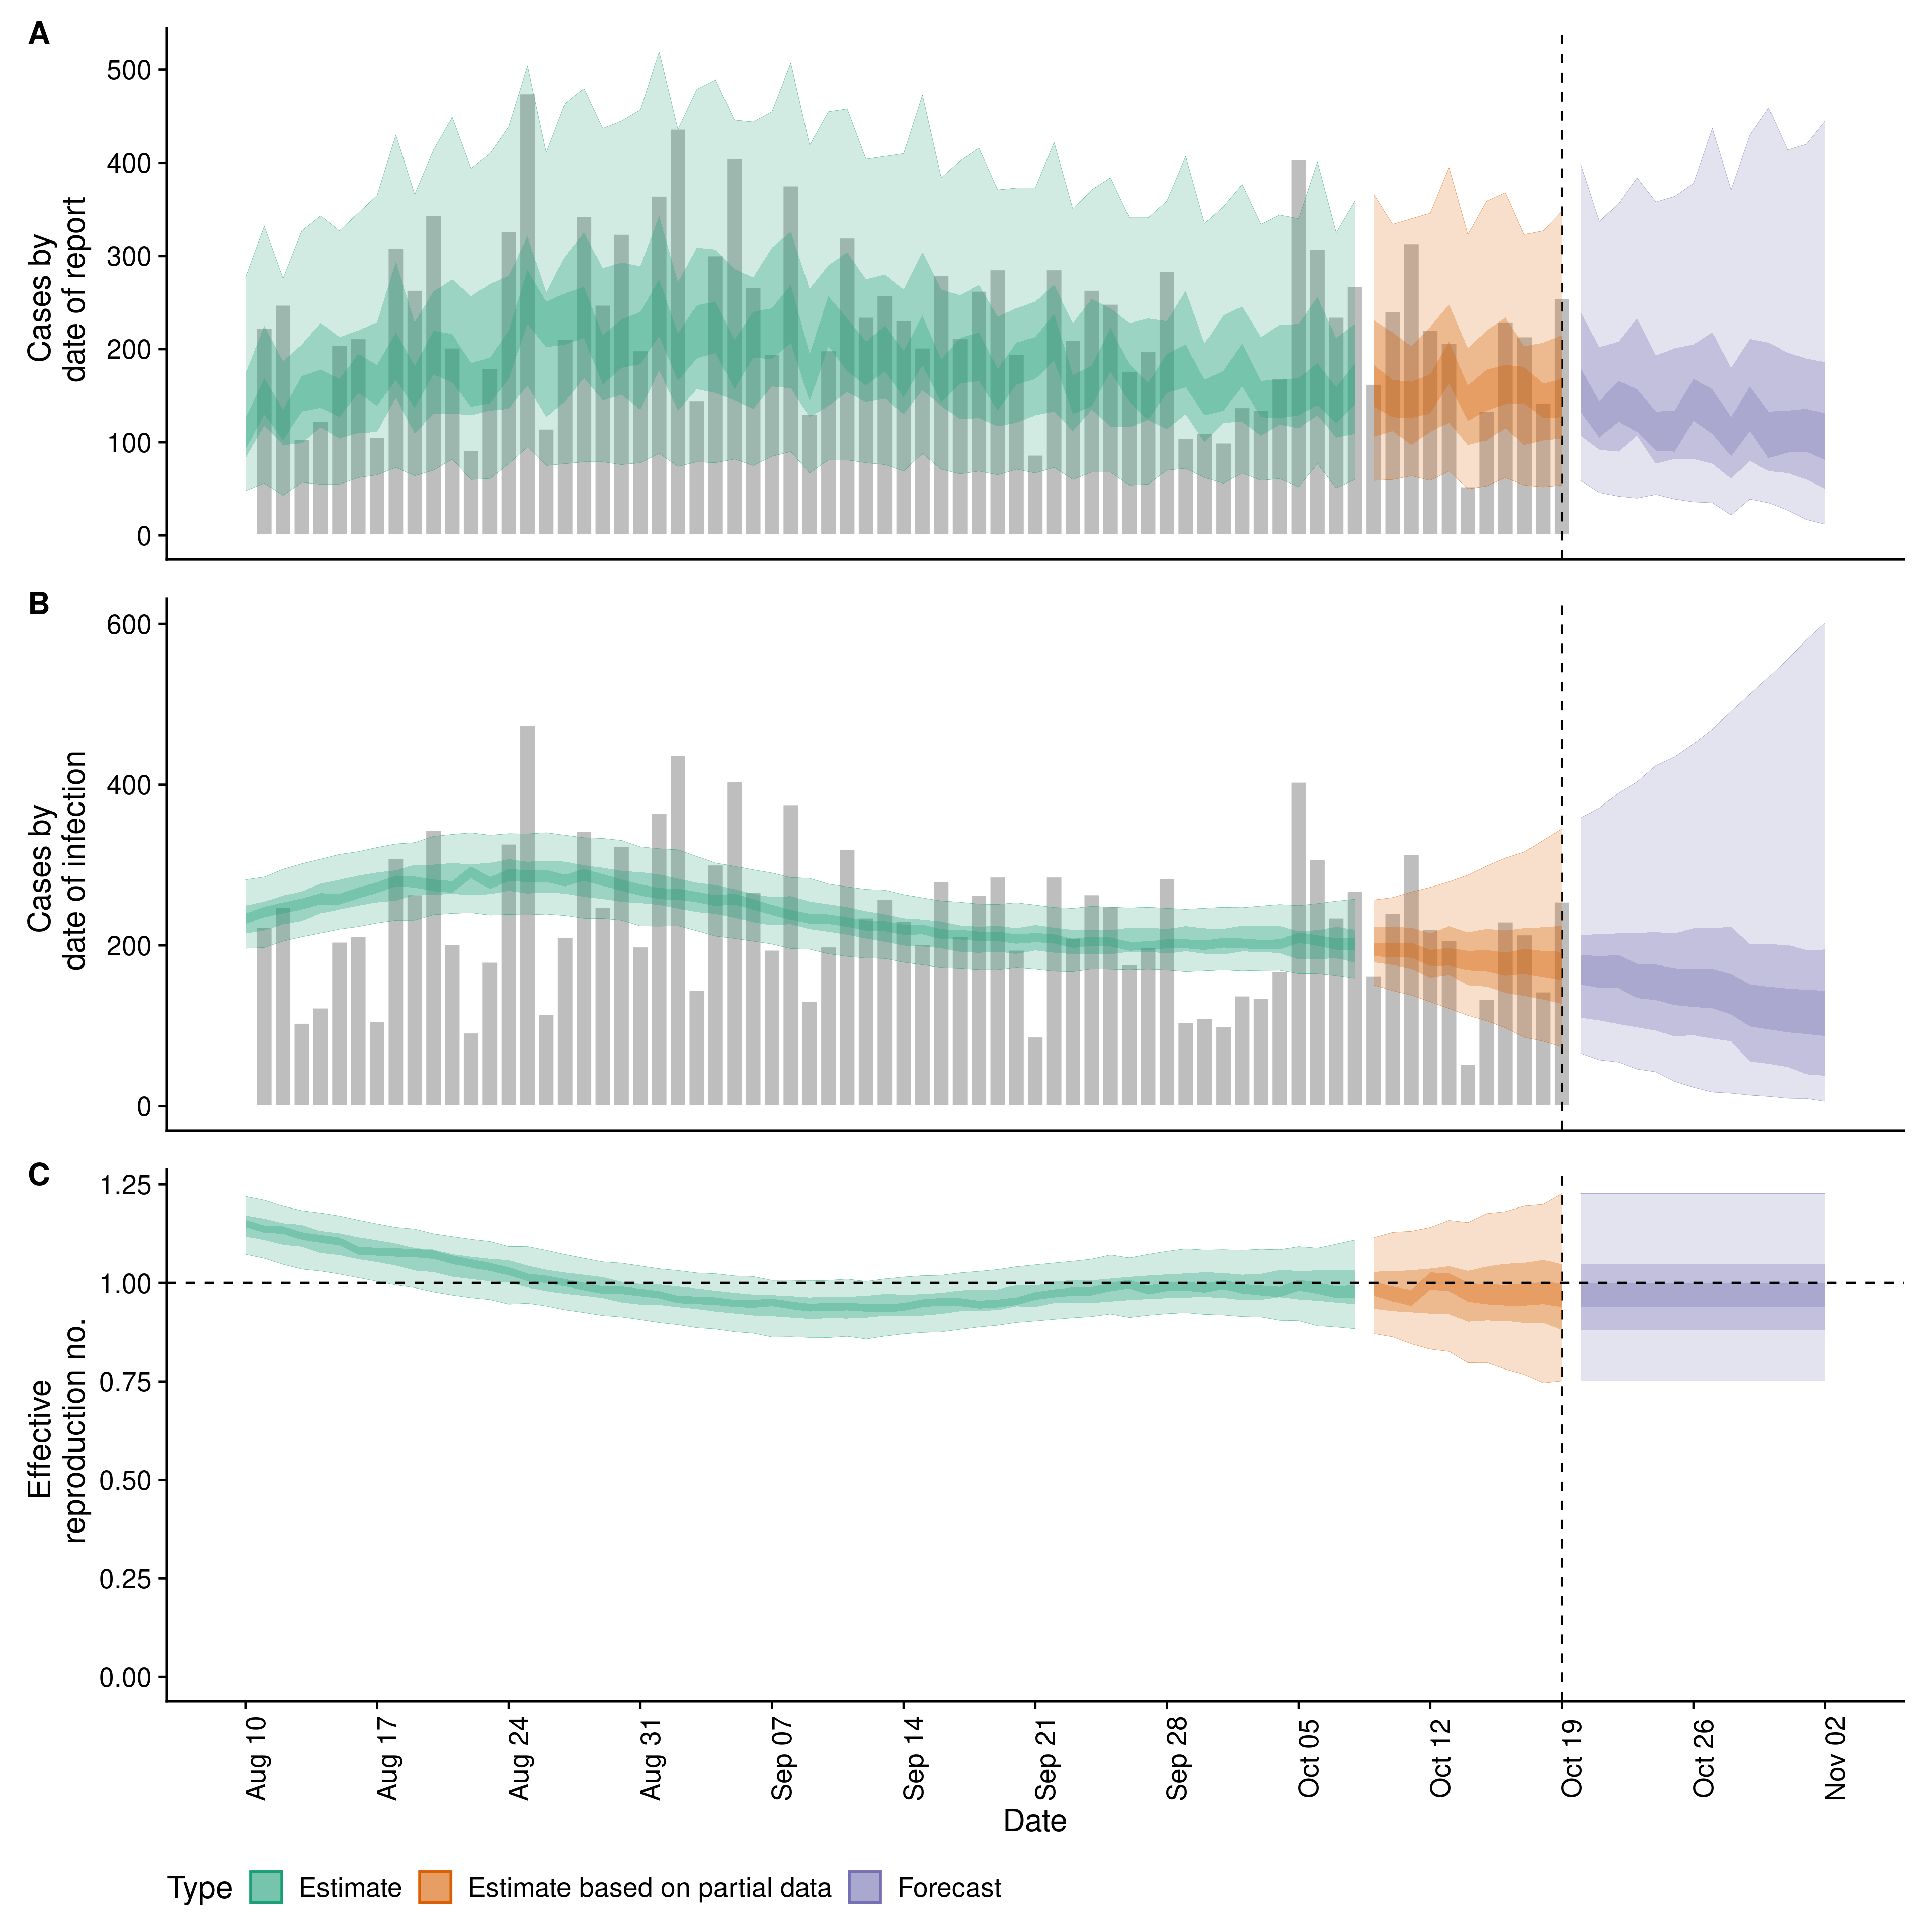 A
500
400
300
200
100
0
Cases by
date of report
B
600
400
200
0
Cases by
date of infection
C
1.25
1.00
0.75
0.50
0.25
0.00
Effective
reproduction no.
Aug 10
Aug 17
Aug 24
Aug 31
Sep 07
Sep 14
Sep 21
Sep 28
Oct 05
Oct 12
Oct 19
Oct 26
Nov 02
Date
Type Estimate Estimate based on partial data Forecast